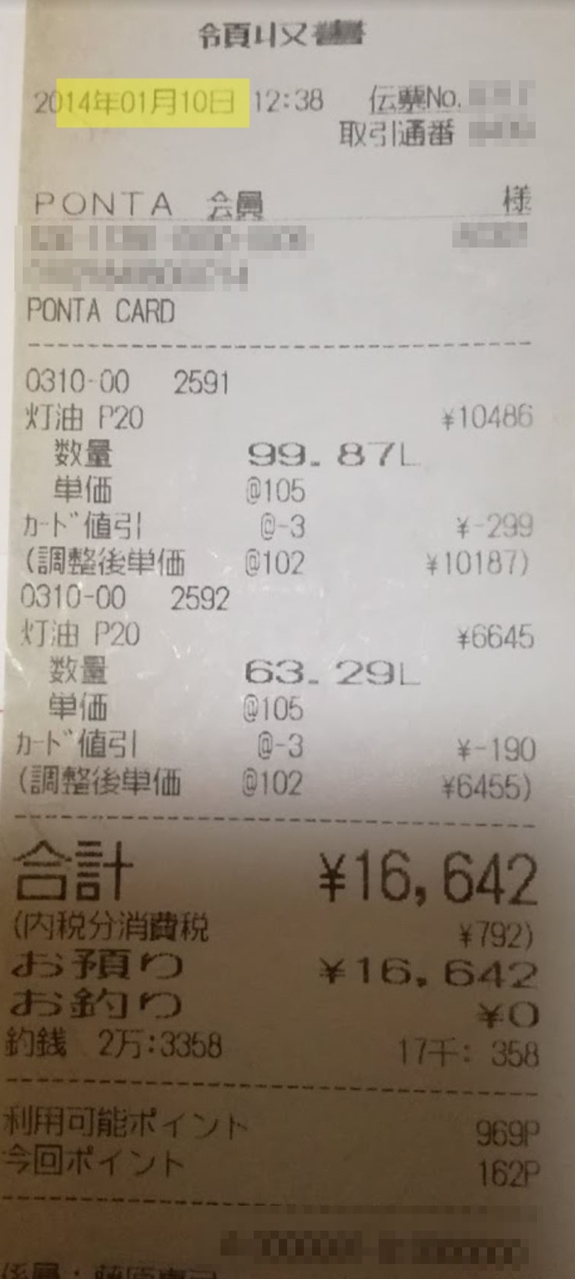 領収書
2014年01月10日 12:38 伝票No.
取引通番
PONTA 会員 様
PONTA CARD
0310-00 2591
灯油 P20 ¥10486
数量 99.87L
単価 @105
ｶｰﾄﾞ値引 @-3 ¥-299
(調整後単価 @102 ¥10187)
0310-00 2592
灯油 P20 ¥6645
数量 63.29L
単価 @105
ｶｰﾄﾞ値引 @-3 ¥-190
(調整後単価 @102 ¥6455)
合計 ¥16,642
(内税分消費税 ¥792)
お預り ¥16,642
お釣り ¥0
釣銭 2万:3358 17千: 358
利用可能ポイント 969P
今回ポイント 162P
係員: